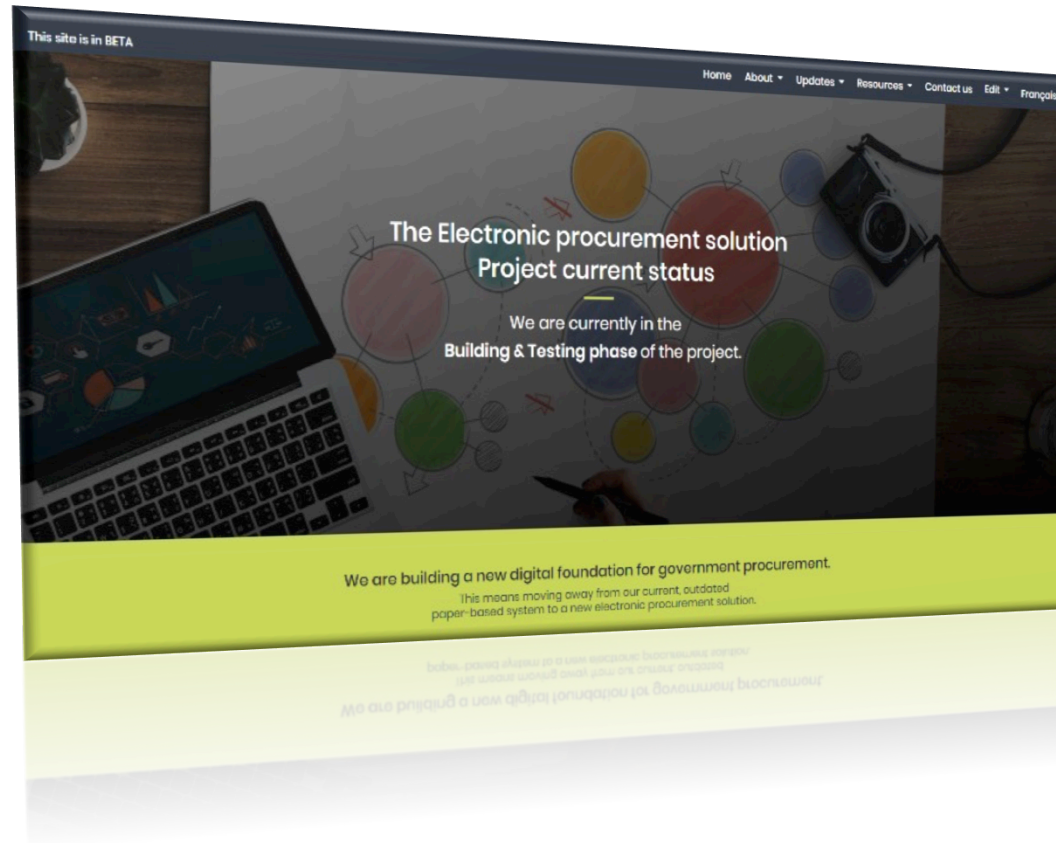 This site is in BETA
Home About Updates Resources Contact us Edit Français
The Electronic procurement solution
Project current status
We are currently in the
Building & Testing phase of the project.
We are building a new digital foundation for government procurement.
This means moving away from our current, outdated
paper-based system to a new electronic procurement solution.